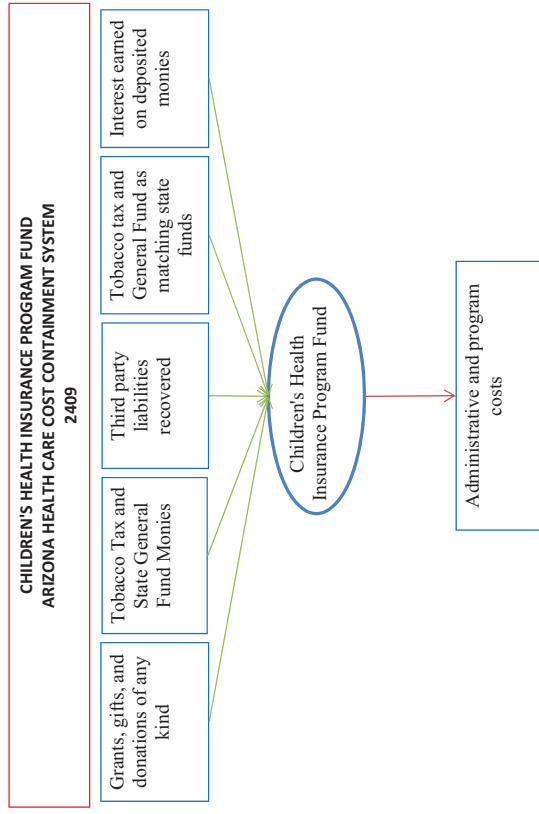 CHILDREN'S HEALTH INSURANCE PROGRAM FUND
ARIZONA HEALTH CARE COST CONTAINMENT SYSTEM
2409
Grants, gifts, and
donations of any
kind
Tobacco Tax and
State General
Fund Monies
Third party
liabilities
recovered
Tobacco tax and
General Fund as
matching state
funds
Interest earned
on deposited
monies
Children's Health
Insurance Program Fund
Administrative and program
costs